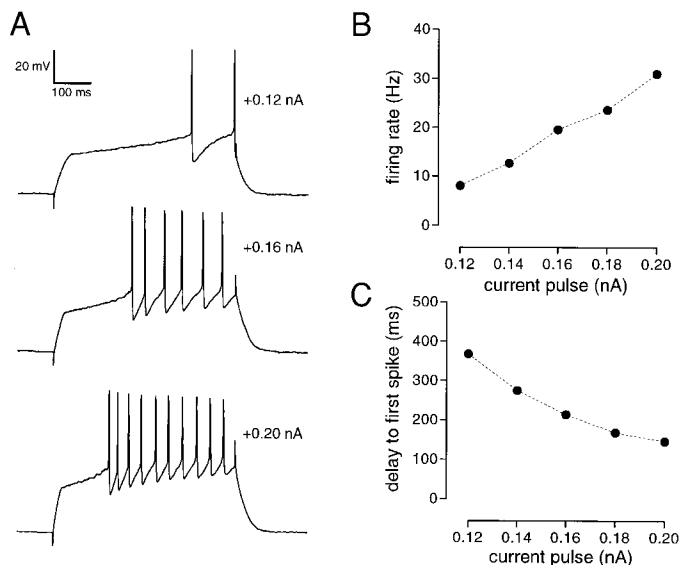 A
20 mV
100 ms
+0.12 nA
+0.16 nA
+0.20 nA
B
firing rate (Hz)
40
30
20
10
0
0.12 0.14 0.16 0.18 0.20
current pulse (nA)
C
delay to first spike (ms)
500
400
300
200
100
0
0.12 0.14 0.16 0.18 0.20
current pulse (nA)